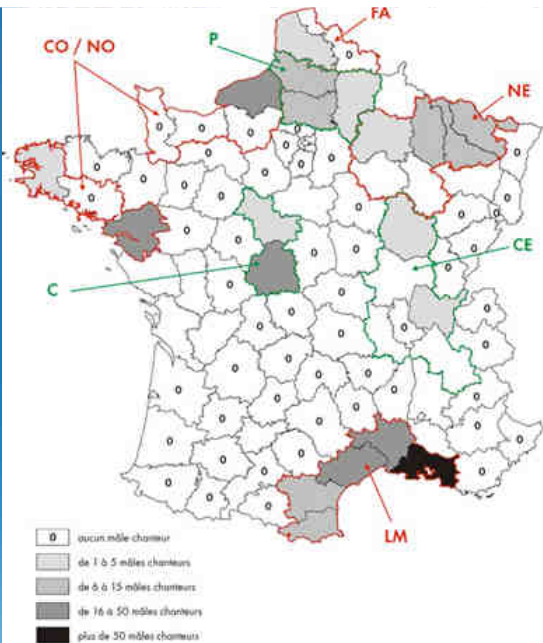 FA
P
CO / NO
NE
CE
C
LM
0 aucun mâle chanteur
de 1 à 5 mâles chanteurs
de 6 à 15 mâles chanteurs
de 16 à 50 mâles chanteurs
plus de 50 mâles chanteurs